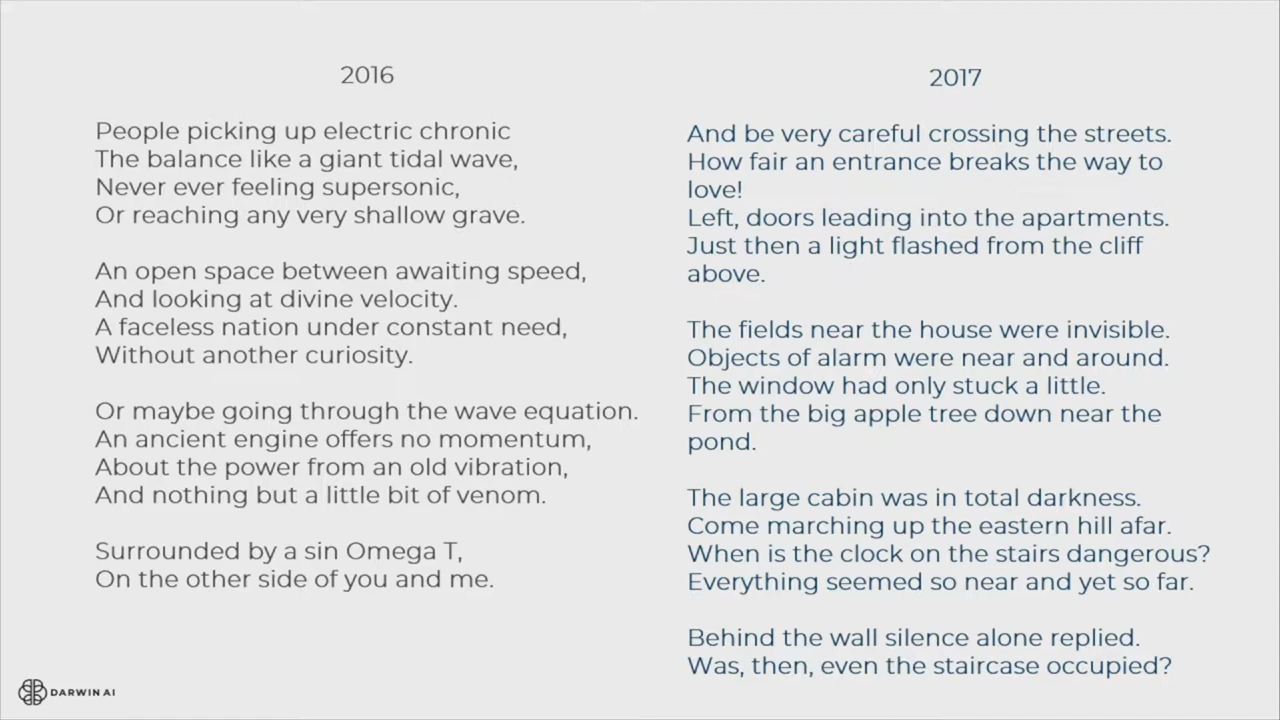 2016
People picking up electric chronic
The balance like a giant tidal wave,
Never ever feeling supersonic,
Or reaching any very shallow grave.
An open space between awaiting speed,
And looking at divine velocity.
A faceless nation under constant need,
Without another curiosity.
Or maybe going through the wave equation.
An ancient engine offers no momentum,
About the power from an old vibration,
And nothing but a little bit of venom.
Surrounded by a sin Omega T,
On the other side of you and me.
2017
And be very careful crossing the streets.
How fair an entrance breaks the way to
love!
Left, doors leading into the apartments.
Just then a light flashed from the cliff
above.
The fields near the house were invisible.
Objects of alarm were near and around.
The window had only stuck a little.
From the big apple tree down near the
pond.
The large cabin was in total darkness.
Come marching up the eastern hill afar.
When is the clock on the stairs dangerous?
Everything seemed so near and yet so far.
Behind the wall silence alone replied.
Was, then, even the staircase occupied?
DARWIN AI